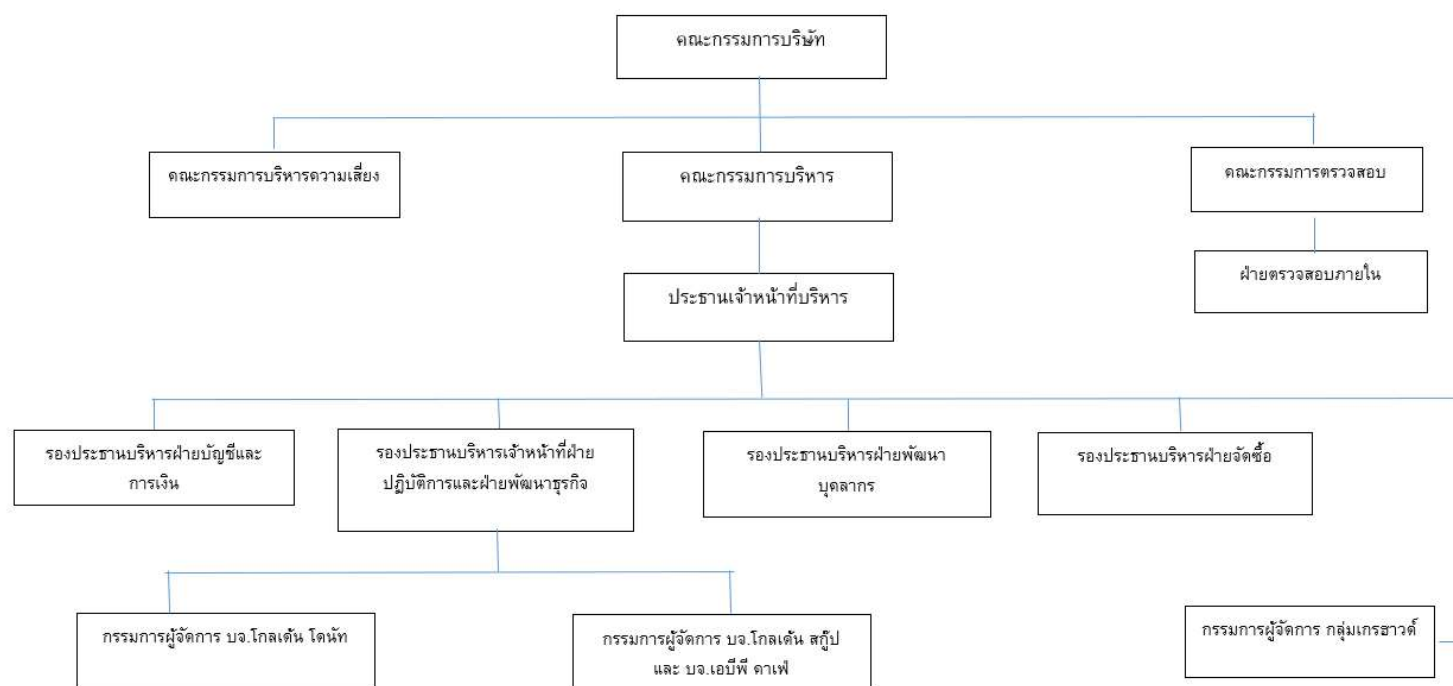 คณะกรรมการบริษัท
คณะกรรมการบริหารความเสี่ยง
คณะกรรมการบริหาร
คณะกรรมการตรวจสอบ
ฝ่ายตรวจสอบภายใน
ประธานเจ้าหน้าที่บริหาร
รองประธานบริหารฝ่ายบัญชีและ
การเงิน
รองประธานบริหารเจ้าหน้าที่ฝ่าย
ปฏิบัติการและฝ่ายพัฒนาธุรกิจ
รองประธานบริหารฝ่ายพัฒนา
บุคลากร
รองประธานบริหารฝ่ายจัดซื้อ
กรรมการผู้จัดการ บจ.โกลเด้น โดนัท
กรรมการผู้จัดการ บจ.โกลเด้น สกู๊ป
และ บจ.เอบีพี คาเฟ่
กรรมการผู้จัดการ กลุ่มเกรฮาวด์